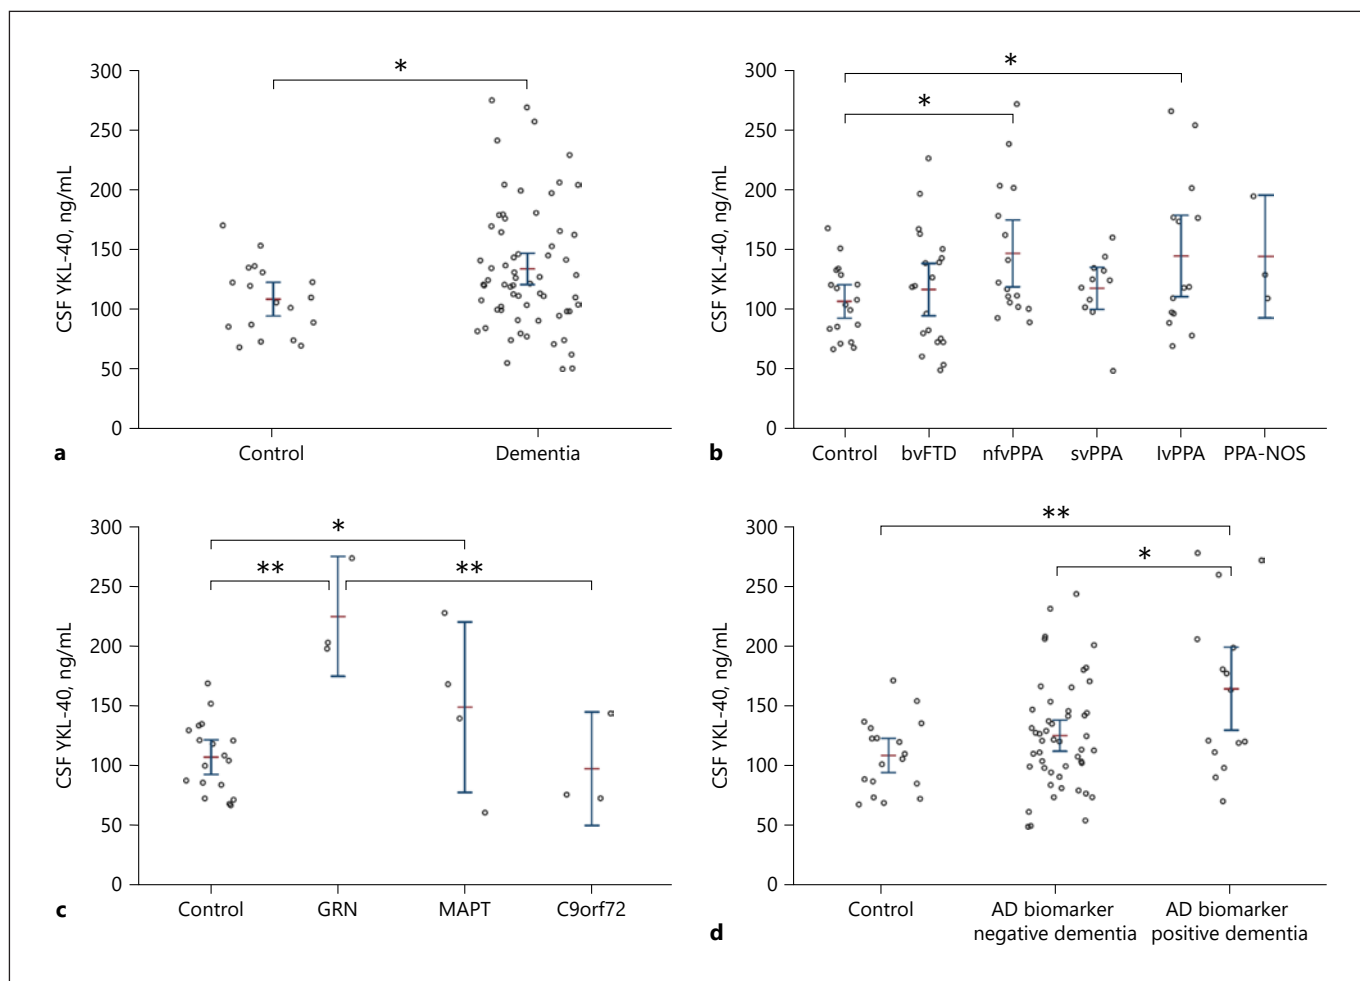 *
300
250
200
150
100
50
0
CSF YKL-40, ng/mL
Control Dementia
a
*
*
300
250
200
150
100
50
0
CSF YKL-40, ng/mL
Control bvFTD nfvPPA svPPA lvPPA PPA-NOS
b
*
** **
300
250
200
150
100
50
0
CSF YKL-40, ng/mL
Control GRN MAPT C9orf72
c
**
*
300
250
200
150
100
50
0
CSF YKL-40, ng/mL
Control AD biomarker AD biomarker
negative dementia positive dementia
d